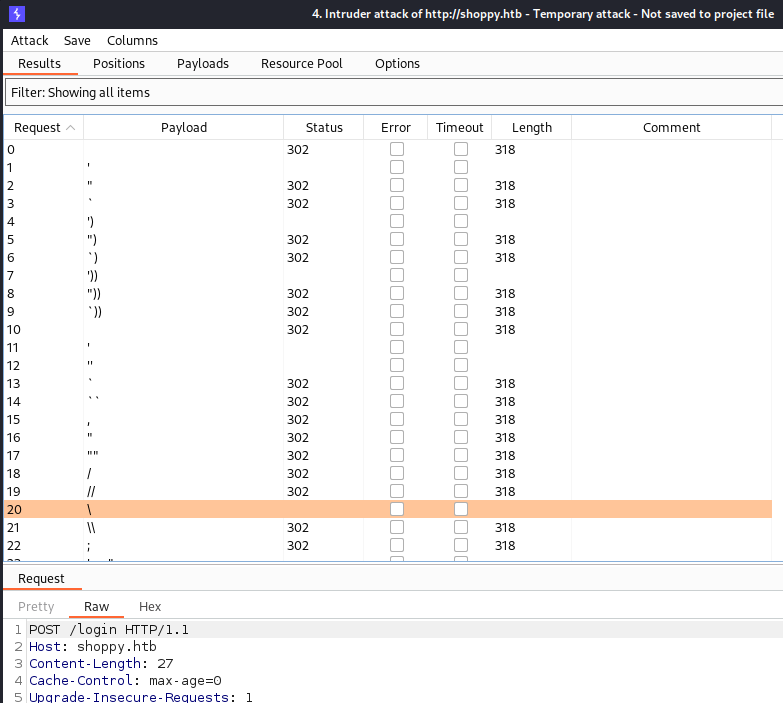 4. Intruder attack of http://shoppy.htb - Temporary attack - Not saved to project file
Attack Save Columns
Results Positions Payloads Resource Pool Options
Filter: Showing all items
Request Payload Status Error Timeout Length Comment
0 302 318
1 '
2 " 302 318
3 ` 302 318
4 ')
5 ") 302 318
6 `) 302 318
7 '))
8 ")) 302 318
9 `)) 302 318
10 302 318
11 '
12 ''
13 ` 302 318
14 `` 302 318
15 , 302 318
16 " 302 318
17 "" 302 318
18 / 302 318
19 // 302 318
20 \
21 \\ 302 318
22 ; 302 318
Request
Pretty Raw Hex
1 POST /login HTTP/1.1
2 Host: shoppy.htb
3 Content-Length: 27
4 Cache-Control: max-age=0
5 Upgrade-Insecure-Requests: 1